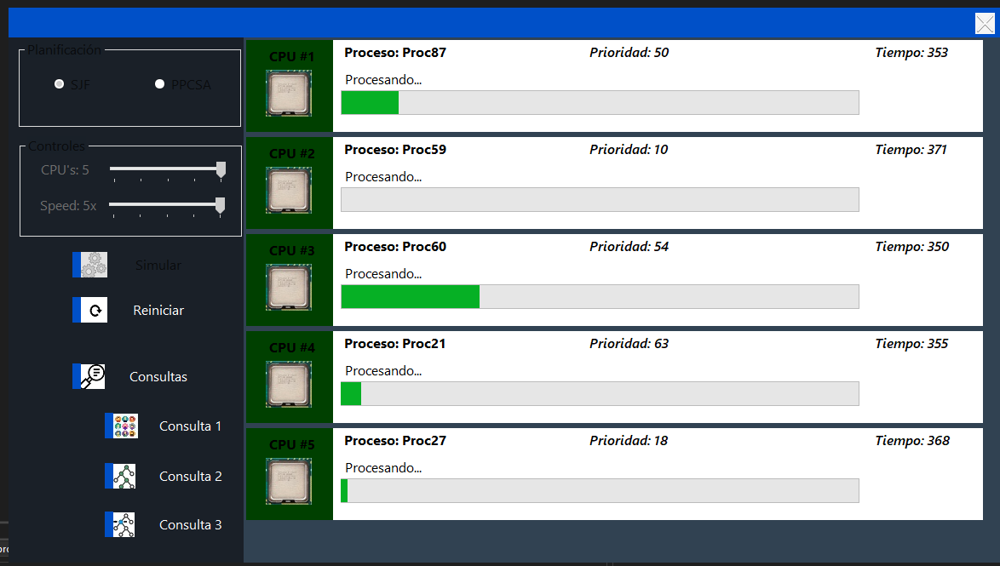 Planificación
SJF
PPCSA
Controles
CPU's: 5
Speed: 5x
Simular
Reiniciar
Consultas
Consulta 1
Consulta 2
Consulta 3
CPU #1
Proceso: Proc87
Prioridad: 50
Tiempo: 353
Procesando...
CPU #2
Proceso: Proc59
Prioridad: 10
Tiempo: 371
Procesando...
CPU #3
Proceso: Proc60
Prioridad: 54
Tiempo: 350
Procesando...
CPU #4
Proceso: Proc21
Prioridad: 63
Tiempo: 355
Procesando...
CPU #5
Proceso: Proc27
Prioridad: 18
Tiempo: 368
Procesando...